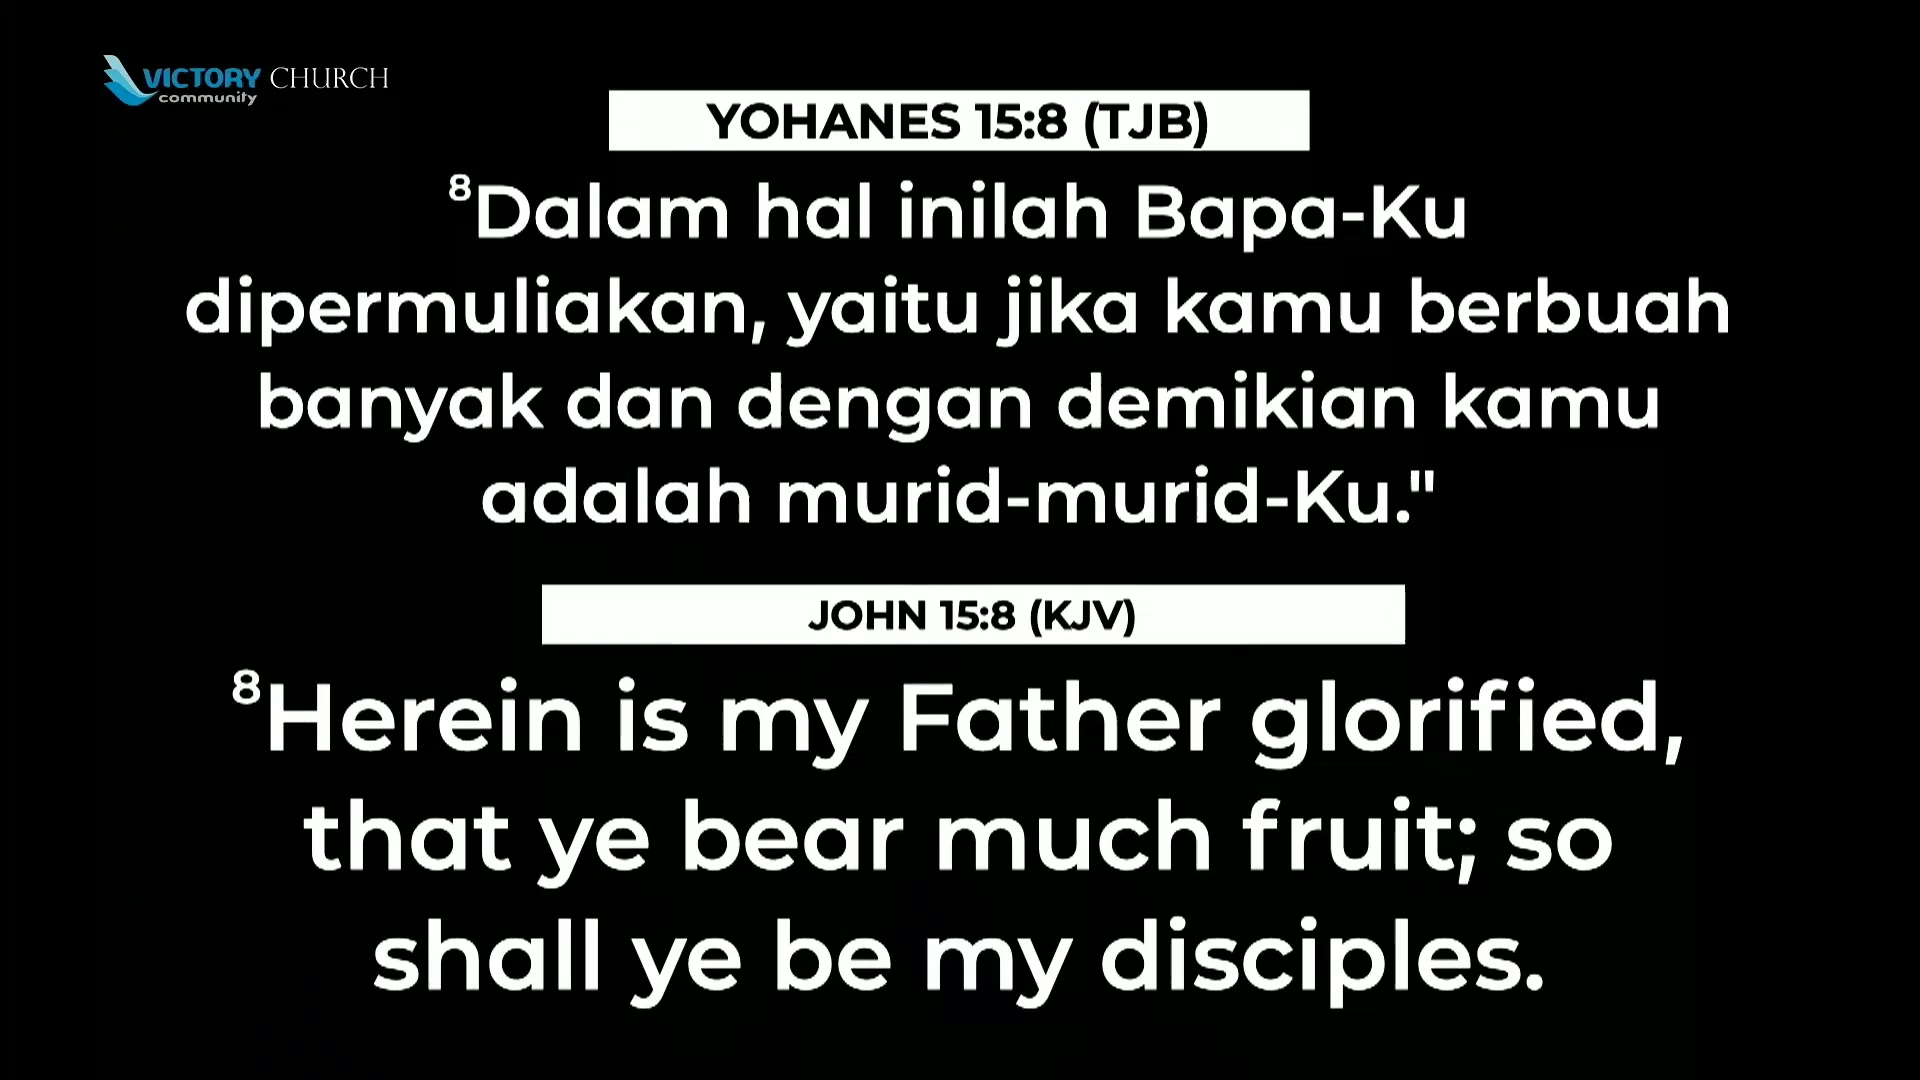 VICTORY CHURCH
community
YOHANES 15:8 (TJB)
8Dalam hal inilah Bapa-Ku
dipermuliakan, yaitu jika kamu berbuah
banyak dan dengan demikian kamu
adalah murid-murid-Ku."
JOHN 15:8 (KJV)
8Herein is my Father glorified,
that ye bear much fruit; so
shall ye be my disciples.